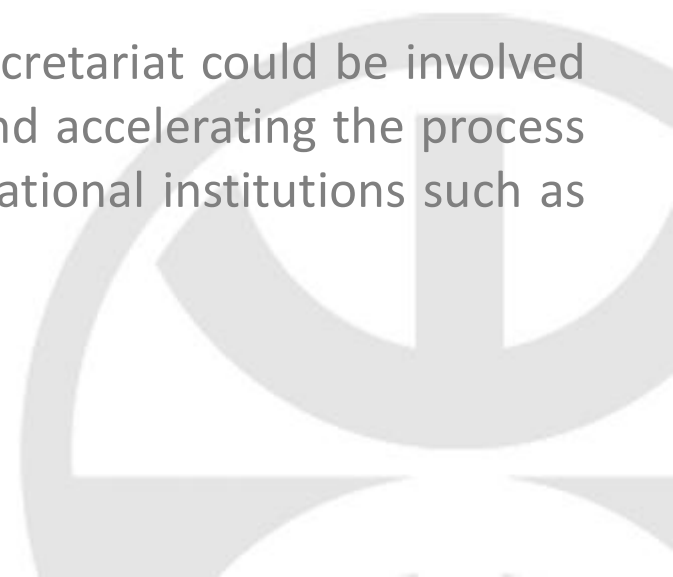 cretariat could be involved
nd accelerating the process
ational institutions such as